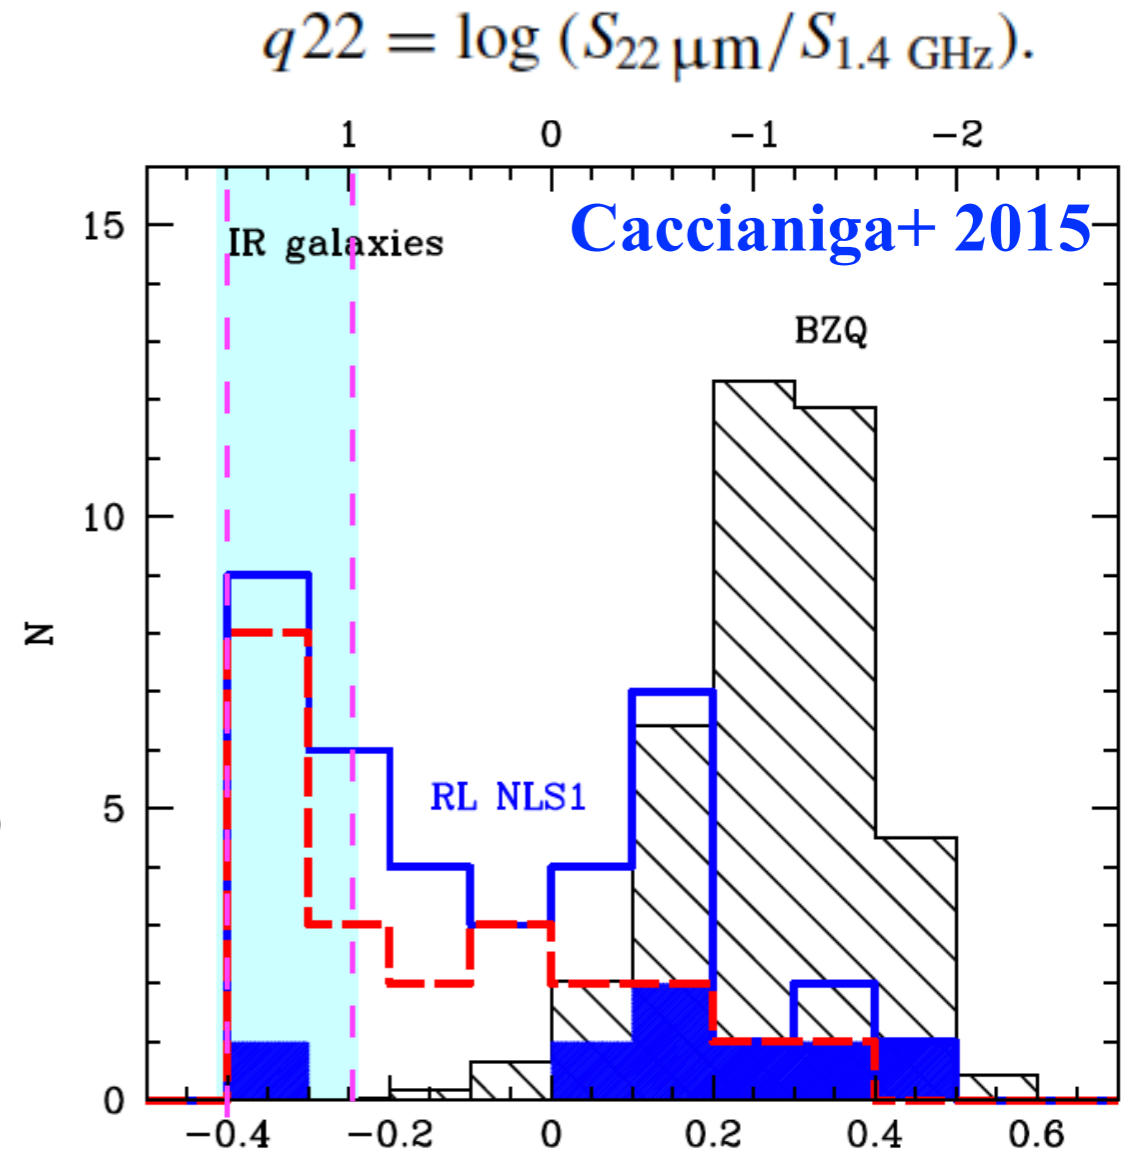 q22 = log (S22 μm/S1.4 GHz).
1 0 −1 −2
15
Caccianiga+ 2015
IR galaxies
BZQ
10
N
RL NLS1
5
0
−0.4 −0.2 0 0.2 0.4 0.6